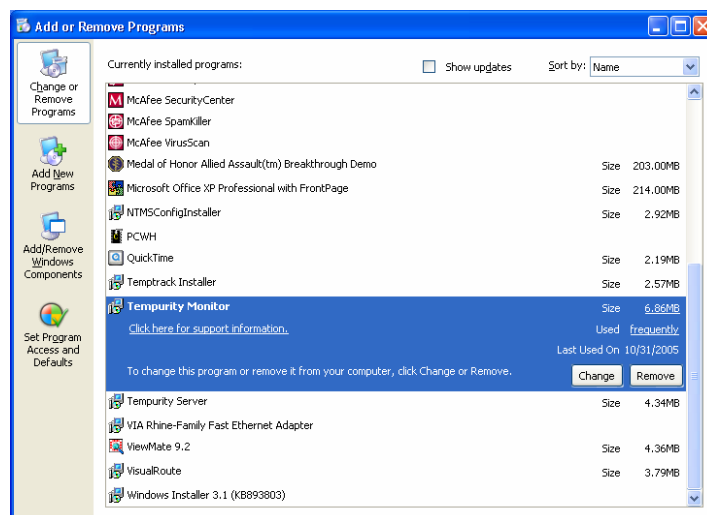 Add or Remove Programs
Change or
Remove
Programs
Add New
Programs
Add/Remove
Windows
Components
Set Program
Access and
Defaults
Currently installed programs:
Show updates
Sort by: Name
McAfee SecurityCenter
McAfee SpamKiller
McAfee VirusScan
Medal of Honor Allied Assault(tm) Breakthrough Demo Size 203.00MB
Microsoft Office XP Professional with FrontPage Size 214.00MB
NTMSConfigInstaller Size 2.92MB
PCWH
QuickTime Size 2.19MB
Temptrack Installer Size 2.57MB
Tempurity Monitor Size 6.86MB
Click here for support information. Used frequently
Last Used On 10/31/2005
To change this program or remove it from your computer, click Change or Remove. Change Remove
Tempurity Server Size 4.34MB
VIA Rhine-Family Fast Ethernet Adapter
ViewMate 9.2 Size 4.36MB
VisualRoute Size 3.79MB
Windows Installer 3.1 (KB893803)